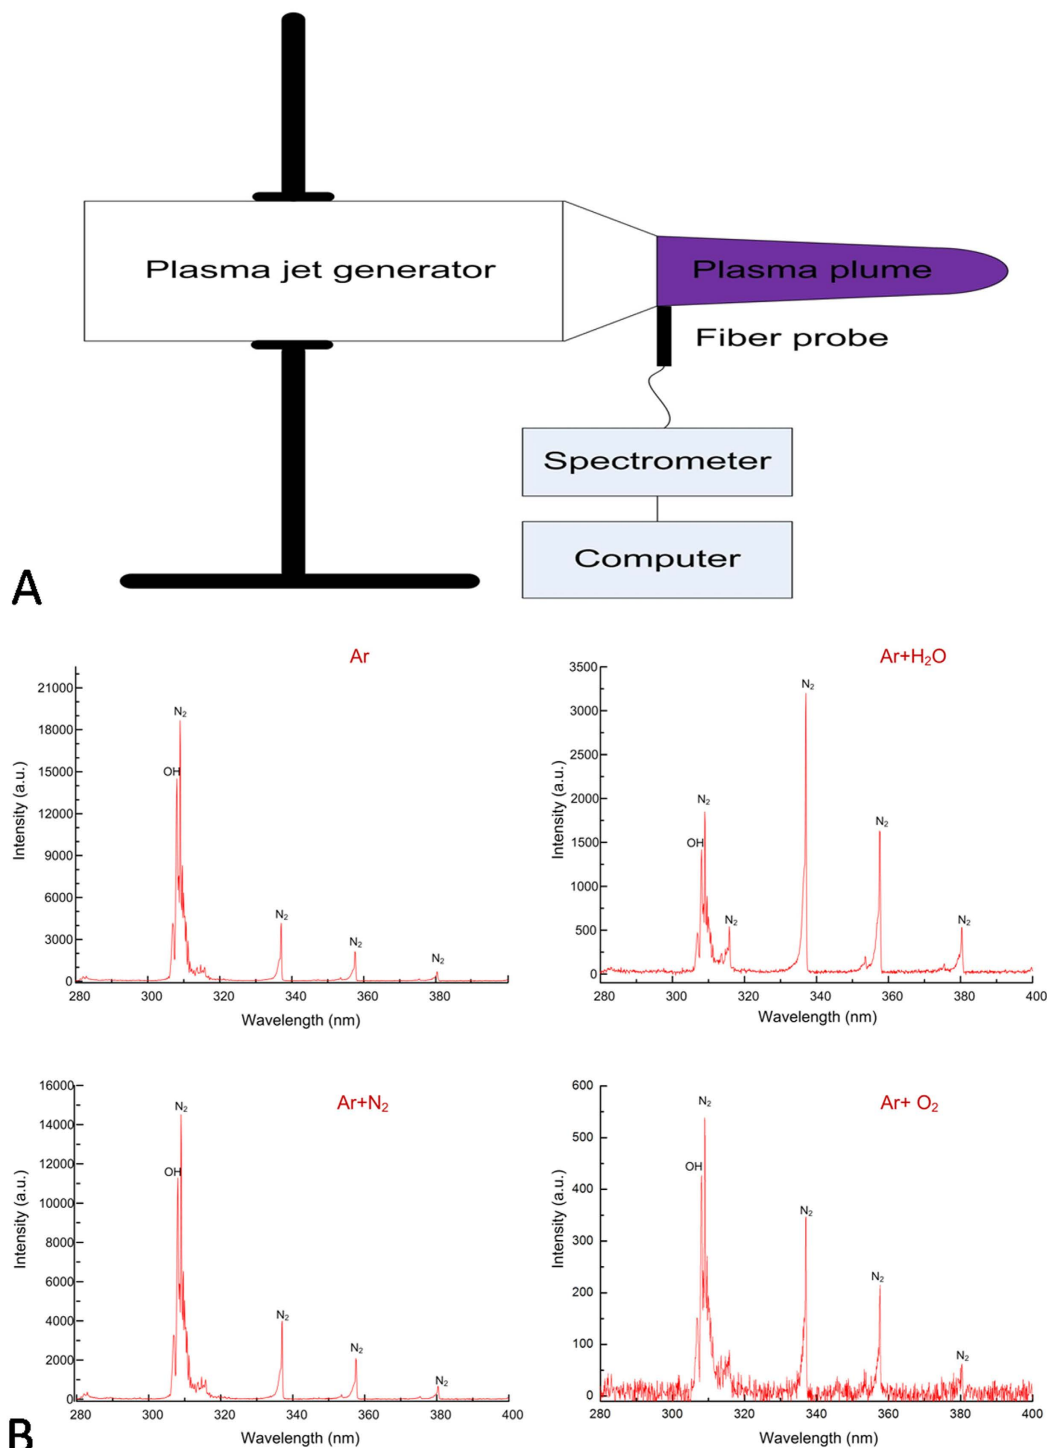 Plasma jet generator
Plasma plume
Fiber probe
Spectrometer
Computer
A
Ar
21000
18000
15000
12000
9000
6000
3000
0
Intensity (a.u.)
OH
N₂
N₂
N₂
N₂
280 300 320 340 360 380
Wavelength (nm)
Ar+H₂O
3500
3000
2500
2000
1500
1000
500
0
Intensity (a.u.)
OH
N₂
N₂
N₂
N₂
N₂
280 300 320 340 360 380 400
Wavelength (nm)
Ar+N₂
16000
14000
12000
10000
8000
6000
4000
2000
0
Intensity (a.u.)
OH
N₂
N₂
N₂
N₂
280 300 320 340 360 380 400
Wavelength (nm)
Ar+ O₂
600
500
400
300
200
100
0
Intensity (a.u.)
OH
N₂
N₂
N₂
N₂
280 300 320 340 360 380 400
Wavelength (nm)
B